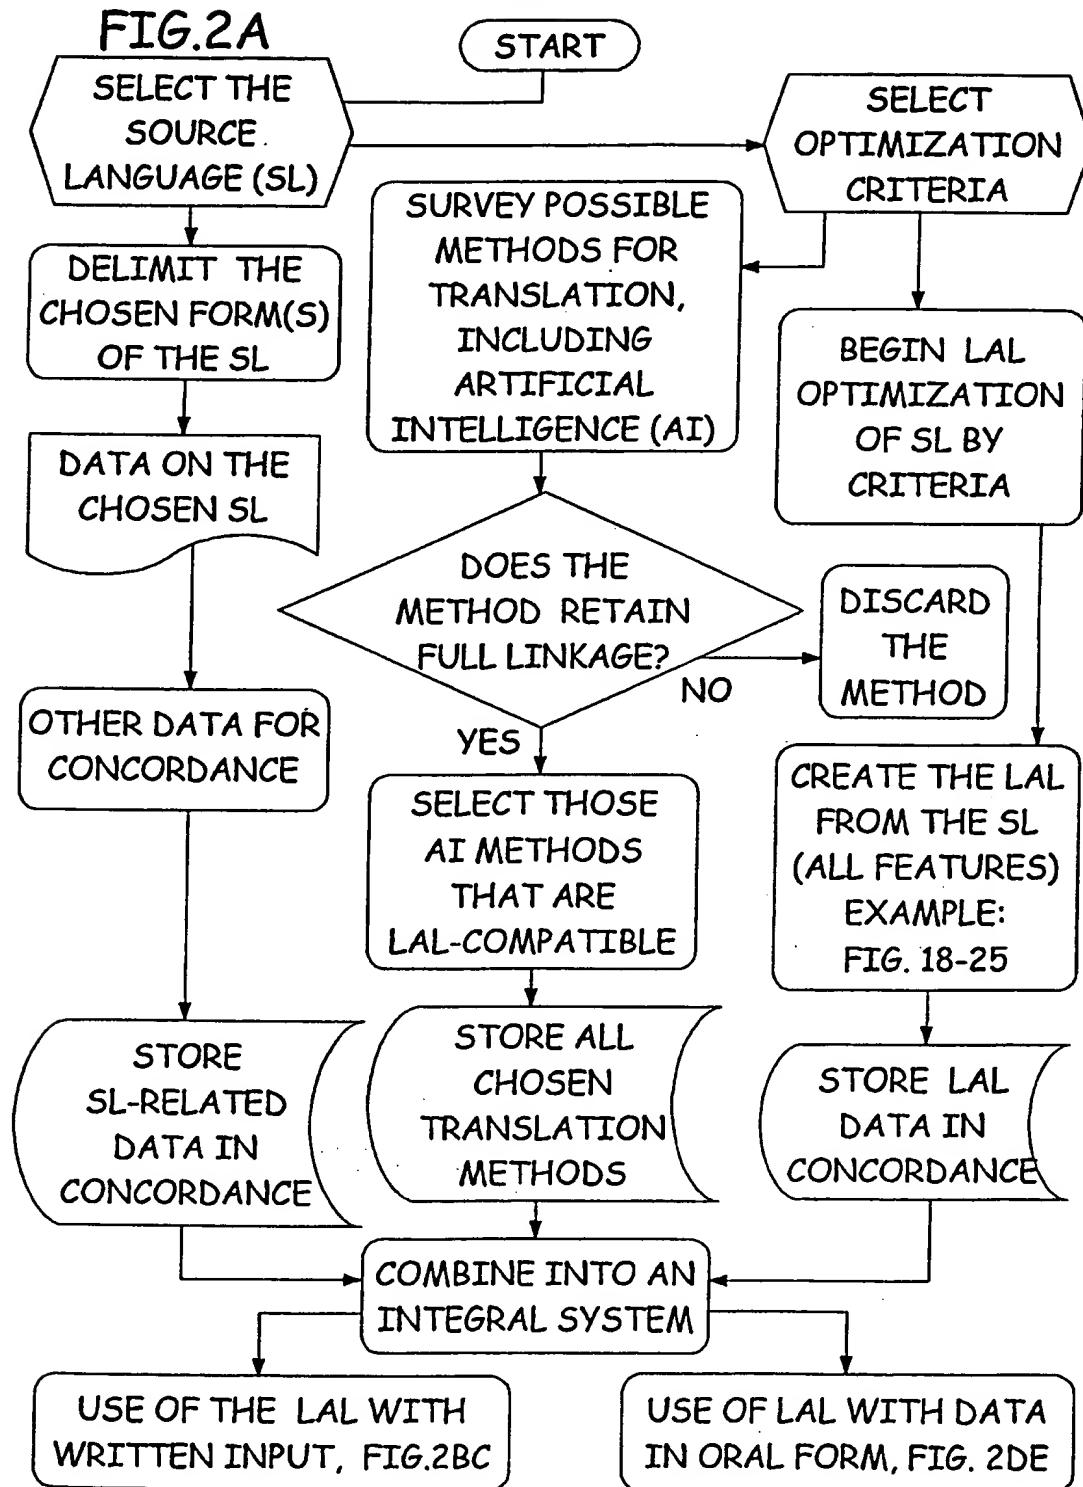 FIG.2A
START
SELECT THE
SOURCE
LANGUAGE (SL)
SELECT
OPTIMIZATION
CRITERIA
DELIMIT THE
CHOSEN FORM(S)
OF THE SL
SURVEY POSSIBLE
METHODS FOR
TRANSLATION,
INCLUDING
ARTIFICIAL
INTELLIGENCE (AI)
BEGIN LAL
OPTIMIZATION
OF SL BY
CRITERIA
DATA ON THE
CHOSEN SL
DOES THE
METHOD RETAIN
FULL LINKAGE?
NO
YES
DISCARD
THE
METHOD
OTHER DATA FOR
CONCORDANCE
SELECT THOSE
AI METHODS
THAT ARE
LAL-COMPATIBLE
CREATE THE LAL
FROM THE SL
(ALL FEATURES)
EXAMPLE:
FIG. 18-25
STORE
SL-RELATED
DATA IN
CONCORDANCE
STORE ALL
CHOSEN
TRANSLATION
METHODS
STORE LAL
DATA IN
CONCORDANCE
COMBINE INTO AN
INTEGRAL SYSTEM
USE OF THE LAL WITH
WRITTEN INPUT, FIG.2BC
USE OF LAL WITH DATA
IN ORAL FORM, FIG. 2DE